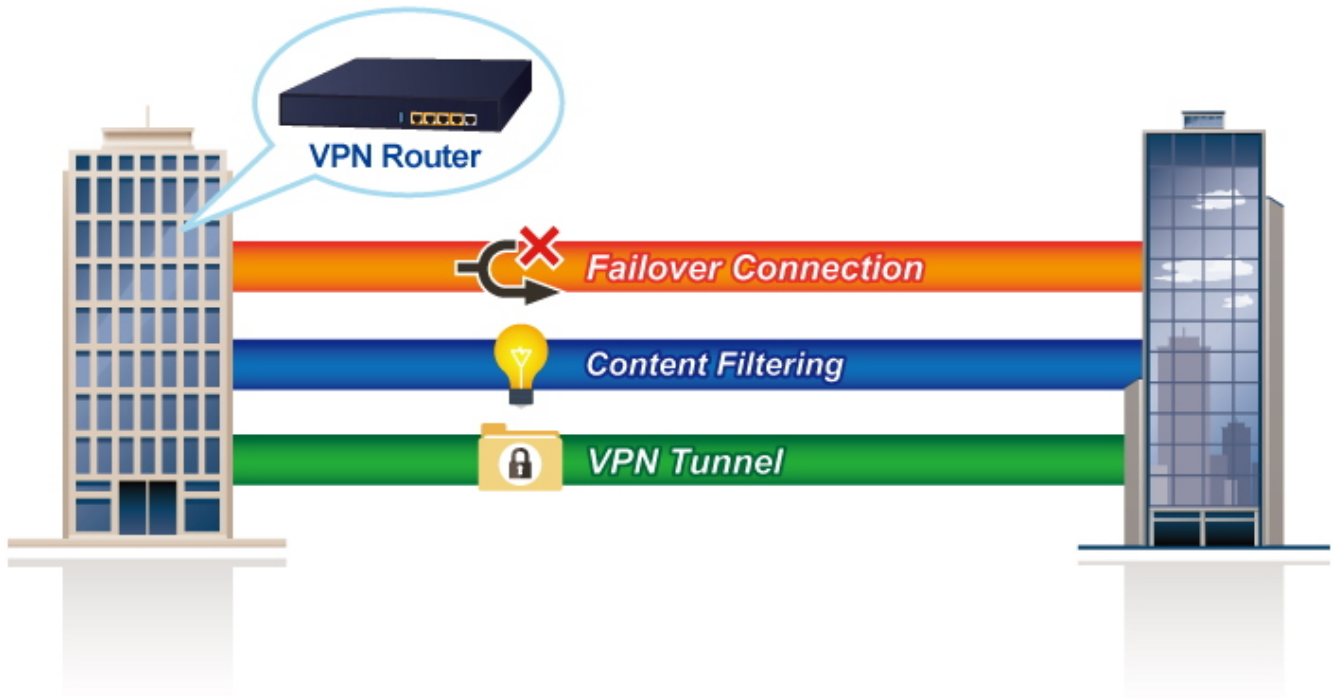 VPN Router
Failover Connection
Content Filtering
VPN Tunnel